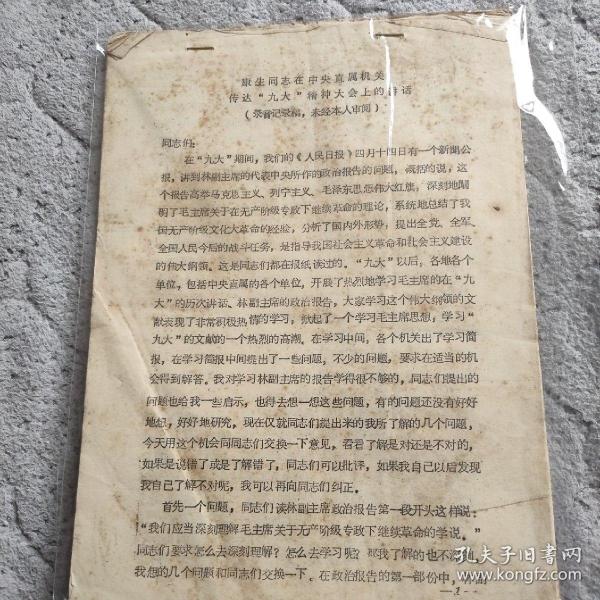 康生同志在中央直属机关
传达“九大”精神大会上的讲话
（录音记录稿，未经本人审阅）
同志们：
在“九大”期间，我们的《人民日报》四月十四日有一个新闻公
报，讲到林副主席的代表中央所作的政治报告的问题，概括的说，这
个报告高举马克思主义、列宁主义、毛泽东思想伟大红旗，深刻地阐
明了毛主席关于在无产阶级专政下继续革命的理论，系统地总结了我
国无产阶级文化大革命的经验，分析了国内外形势，提出全党、全军、
全国人民今后的战斗任务，是指导我国社会主义革命和社会主义建设
的伟大纲领。这是同志们都在报纸读过的。“九大”以后，各地各个
单位，包括中央直属的各个单位，开展了热烈地学习毛主席的在“九
大”的历次讲话、林副主席的政治报告，大家学习这个伟大纲领的文
献表现了非常积极热情的学习，掀起了一个学习毛主席思想，学习“
九大”的文献的一个热烈的高潮。在学习中间，各个机关出了学习简
报，在学习简报中间提出了一些问题，不少的问题，要求在适当的机
会得到解答。我对学习林副主席的报告学得很不够的，同志们提出的
问题也给我一些启示，也得去想一想这些问题，有的问题还没有好好
地想，好好地研究，现在仅就同志们提出来的我所了解的几个问题，
今天用这个机会同同志们交换一下意见，看看了解是对还是不对的，
如果是说错了或是了解错了，同志们可以批评，如果我自己以后发现
我自己了解不对呢，我可以再向同志们纠正。
首先一个问题，同志们读林副主席政治报告第一段开头这样说：
“我们应当深刻理解毛主席关于无产阶级专政下继续革命的学说。”
同志们要求怎么去深刻理解？怎么去学习呢？那我了解的也不
我想的几个问题和同志们交换一下。在政治报告的第一部份中，
—1—
孔夫子旧书网
kongfz.com